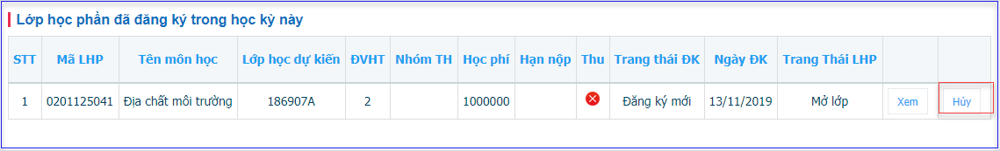 Lớp học phần đã đăng ký trong học kỳ này
STT Mã LHP Tên môn học Lớp học dự kiến ĐVHT Nhóm TH Học phí Hạn nộp Thu Trang thái ĐK Ngày ĐK Trang Thái LHP
1 0201125041 Địa chất môi trường 186907A 2 1000000 Đăng ký mới 13/11/2019 Mở lớp Xem Hủy